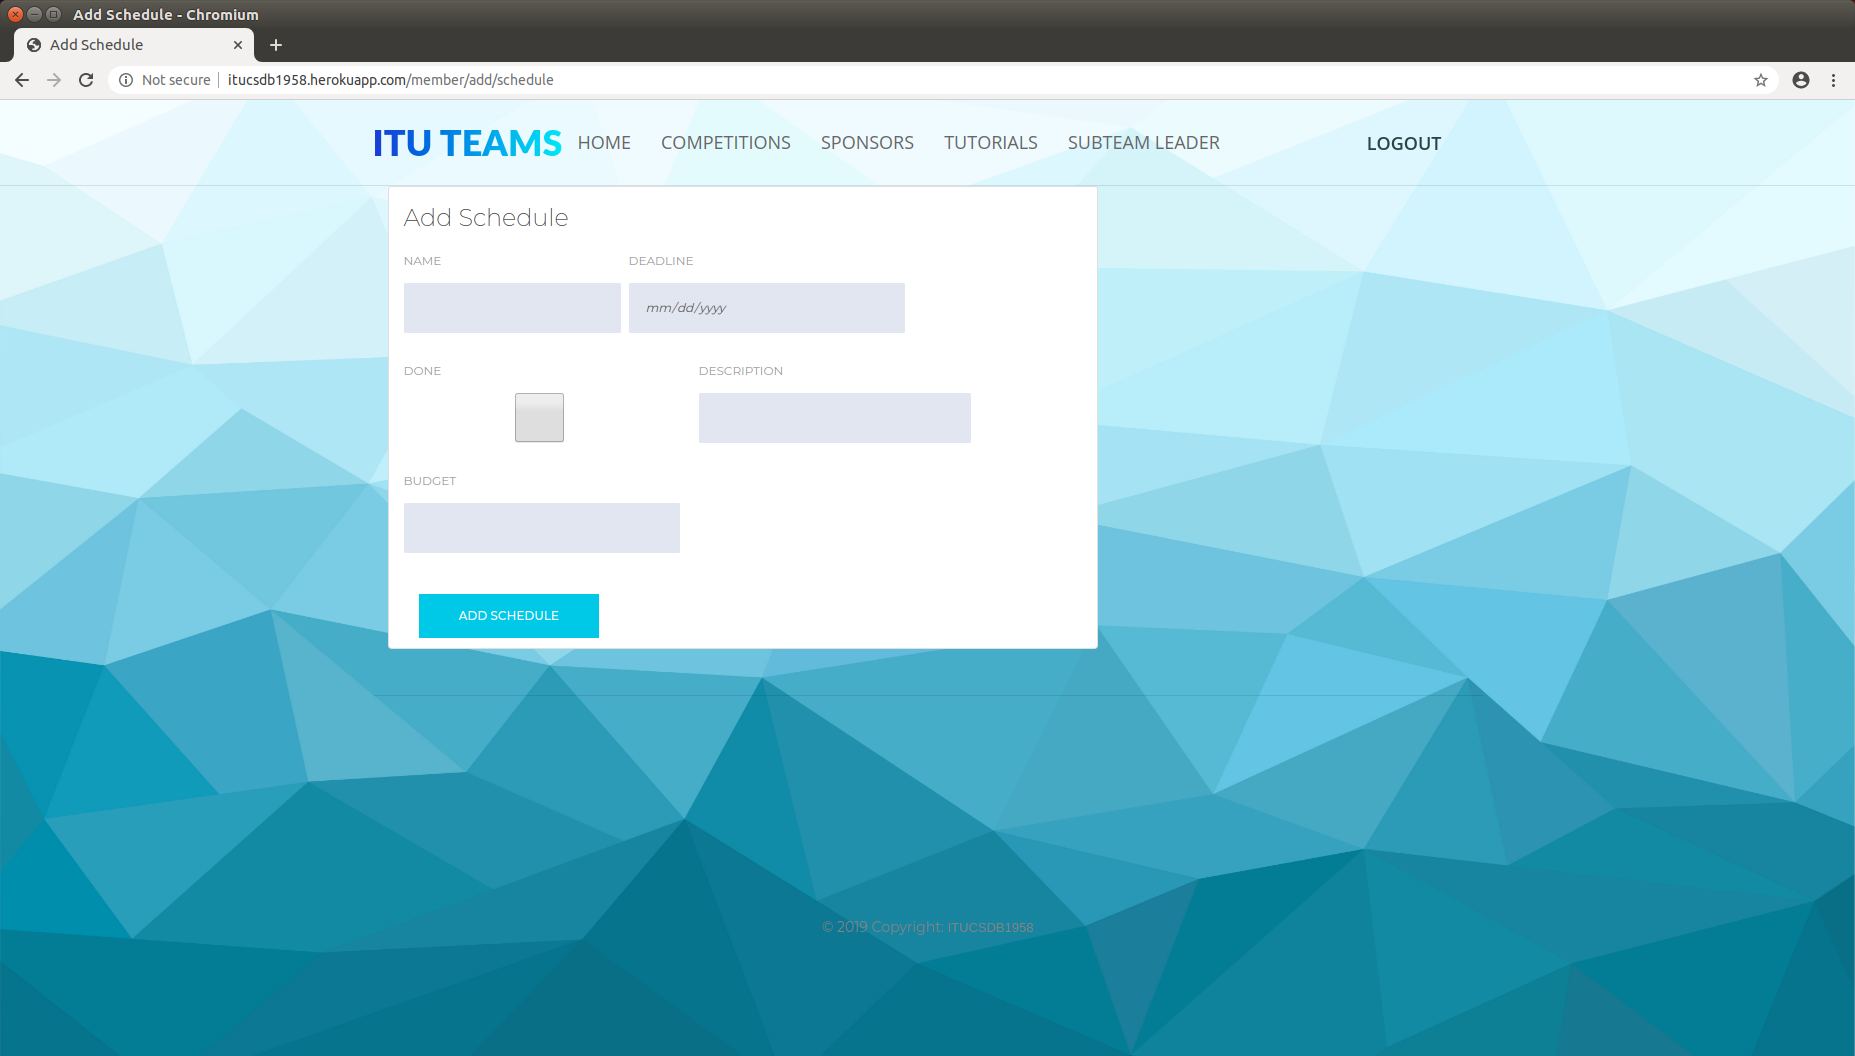 Add Schedule - Chromium
Add Schedule
Not secure itucsdb1958.herokuapp.com/member/add/schedule
ITU TEAMS HOME COMPETITIONS SPONSORS TUTORIALS SUBTEAM LEADER LOGOUT
Add Schedule
NAME DEADLINE
mm/dd/yyyy
DONE DESCRIPTION
BUDGET
ADD SCHEDULE
© 2019 Copyright: ITUCSDB1958